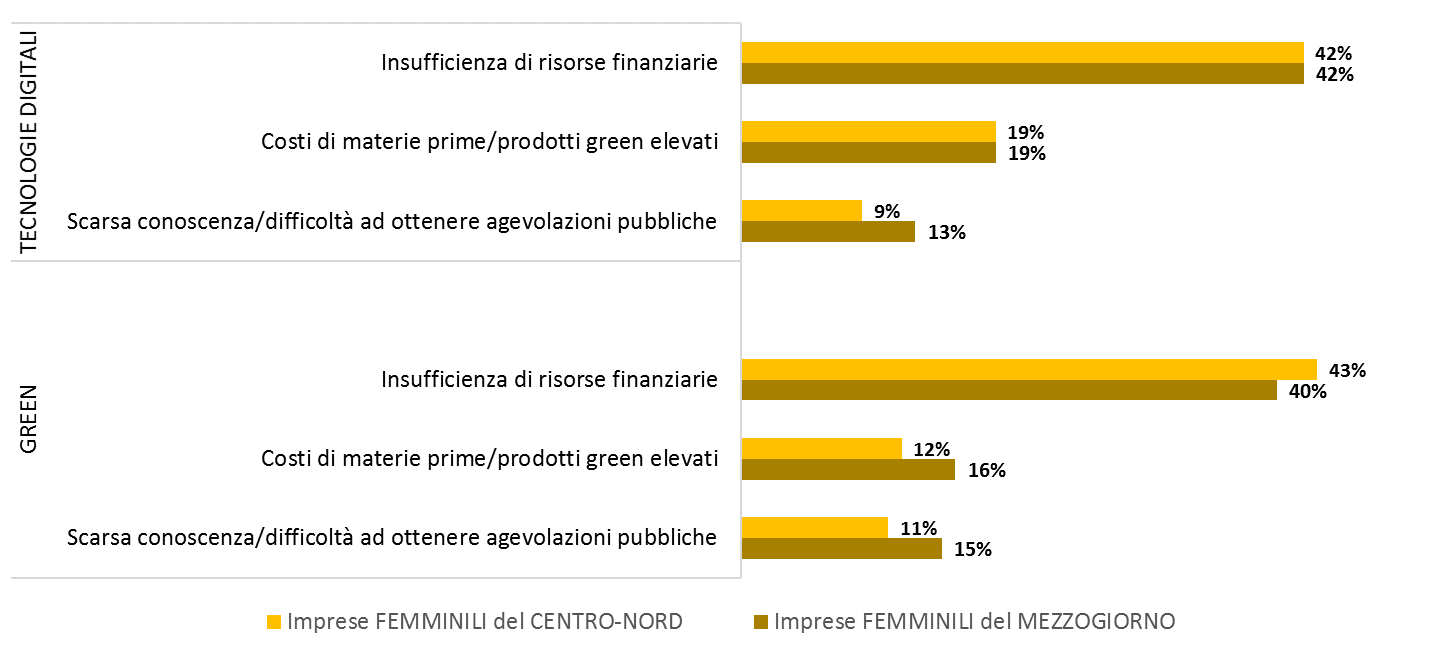 TECNOLOGIE DIGITALI
Insufficienza di risorse finanziarie
42%
42%
Costi di materie prime/prodotti green elevati
19%
19%
Scarsa conoscenza/difficoltà ad ottenere agevolazioni pubbliche
9%
13%
GREEN
Insufficienza di risorse finanziarie
43%
40%
Costi di materie prime/prodotti green elevati
12%
16%
Scarsa conoscenza/difficoltà ad ottenere agevolazioni pubbliche
11%
15%
Imprese FEMMINILI del CENTRO-NORD
Imprese FEMMINILI del MEZZOGIORNO